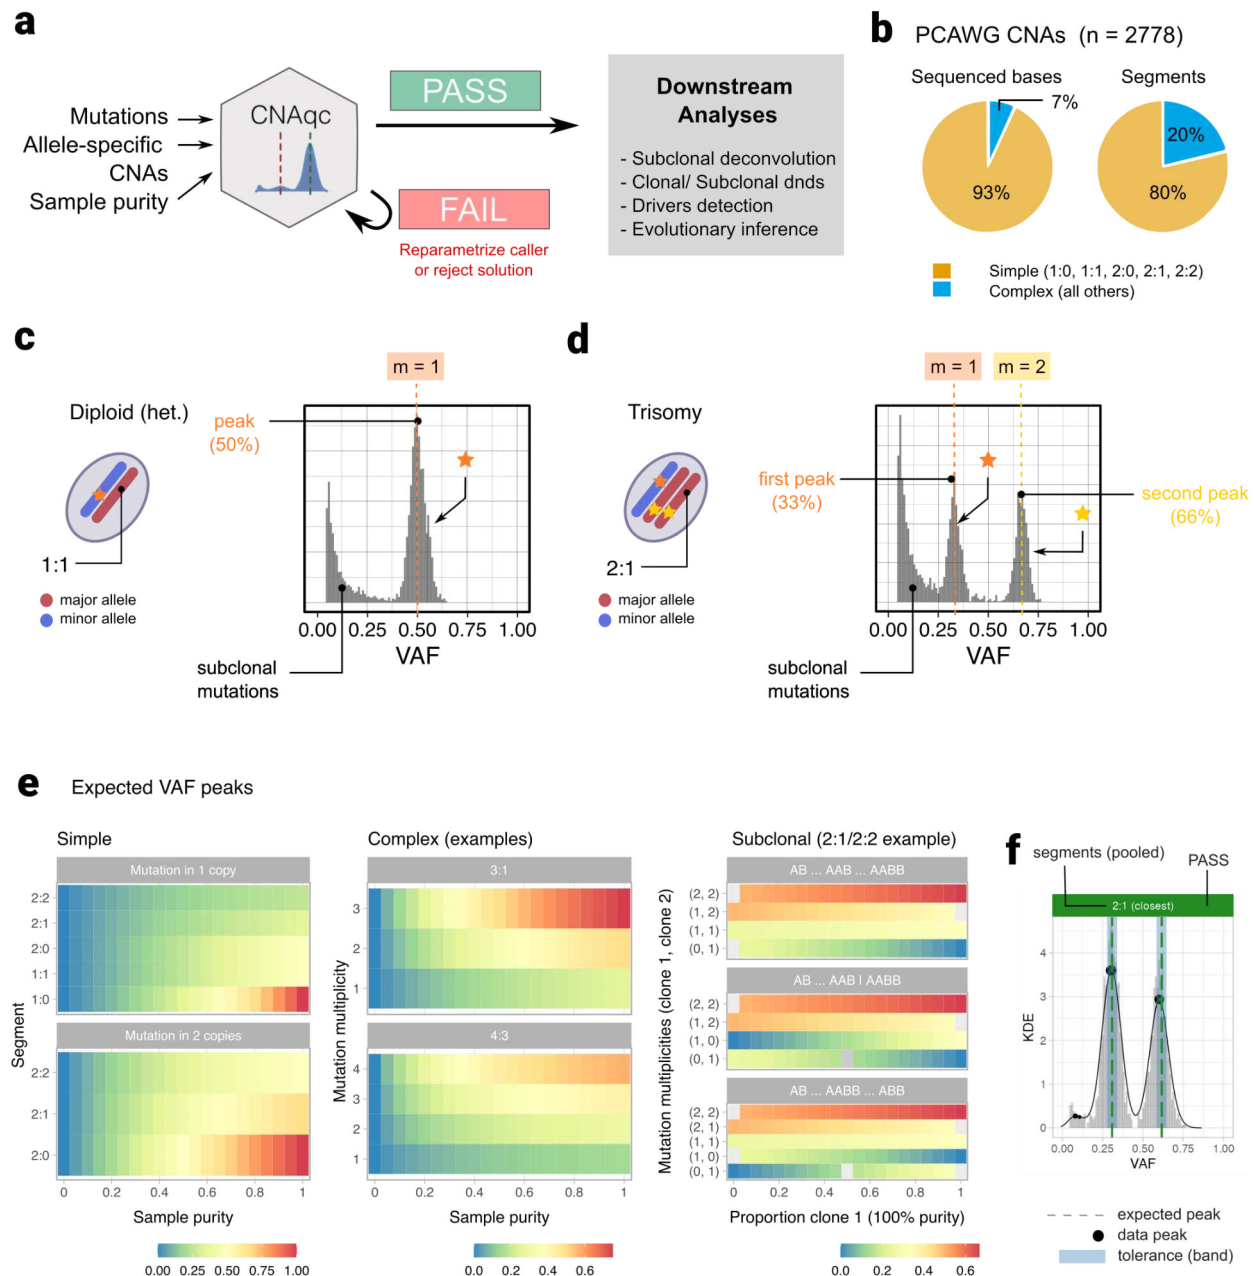 a
Mutations
Allele-specific
CNAs
Sample purity
CNAqc
PASS
FAIL
Reparametrize caller
or reject solution
Downstream
Analyses
- Subclonal deconvolution
- Clonal/ Subclonal dnds
- Drivers detection
- Evolutionary inference
b
PCAWG CNAs (n = 2778)
Sequenced bases
7%
93%
Segments
20%
80%
Simple (1:0, 1:1, 2:0, 2:1, 2:2)
Complex (all others)
c
Diploid (het.)
1:1
major allele
minor allele
m = 1
peak
(50%)
0.00 0.25 0.50 0.75 1.00
VAF
subclonal
mutations
d
Trisomy
2:1
major allele
minor allele
m = 1
m = 2
first peak
(33%)
second peak
(66%)
0.00 0.25 0.50 0.75 1.00
VAF
subclonal
mutations
e
Expected VAF peaks
Simple
Mutation in 1 copy
Segment
2:2
2:1
2:0
1:1
1:0
Mutation in 2 copies
2:2
2:1
2:0
0 0.2 0.4 0.6 0.8 1
Sample purity
0.00 0.25 0.50 0.75 1.00
Complex (examples)
3:1
Mutation multiplicity
3
2
1
4:3
4
3
2
1
0 0.2 0.4 0.6 0.8 1
Sample purity
0.0 0.2 0.4 0.6
Subclonal (2:1/2:2 example)
Mutation multiplicities (clone 1, clone 2)
AB ... AAB ... AABB
(2, 2)
(1, 2)
(1, 1)
(0, 1)
AB ... AAB | AABB
(2, 2)
(1, 2)
(1, 0)
(0, 1)
AB ... AABB ... ABB
(2, 2)
(2, 1)
(1, 1)
(1, 0)
(0, 1)
0 0.2 0.4 0.6 0.8 1
Proportion clone 1 (100% purity)
0.0 0.2 0.4 0.6
f
segments (pooled)
PASS
2:1 (closest)
KDE
4
3
2
1
0
0.00 0.25 0.50 0.75 1.00
VAF
expected peak
data peak
tolerance (band)